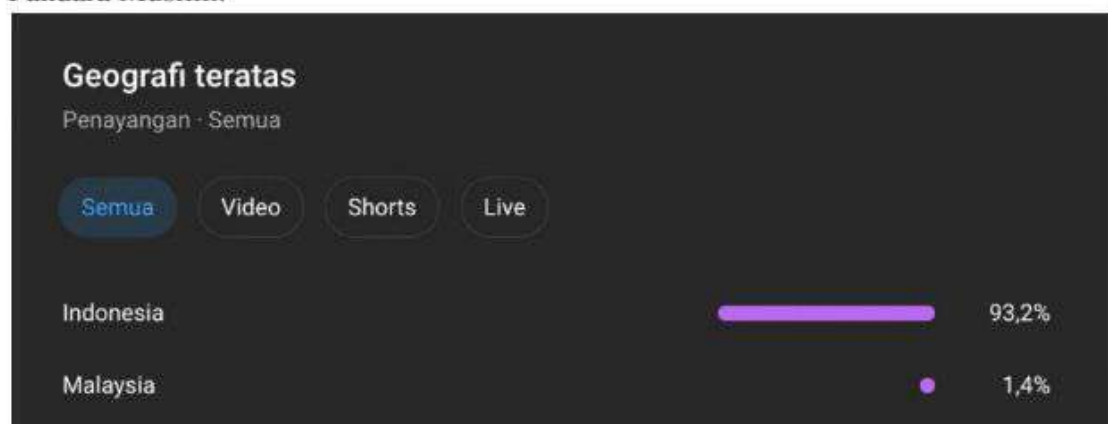 Geografi teratas
Penayangan · Semua
Semua Video Shorts Live
Indonesia 93,2%
Malaysia 1,4%